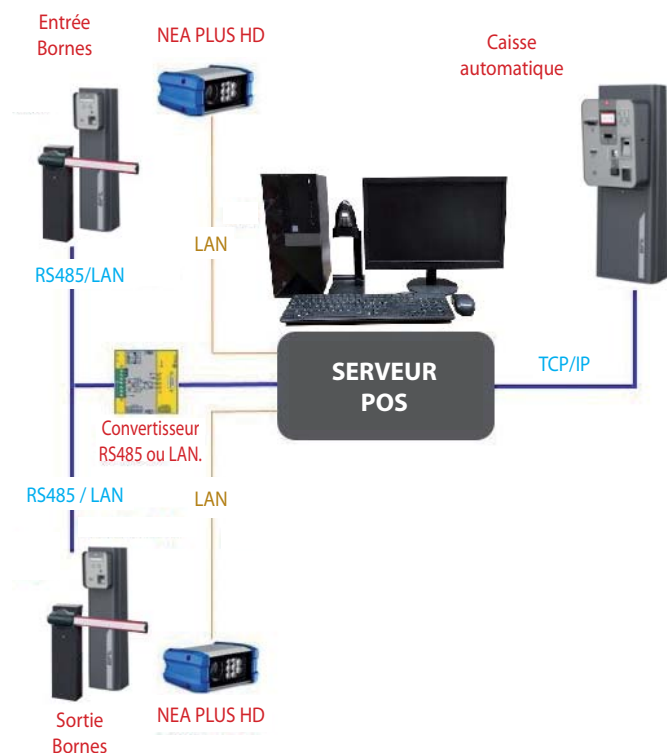 Entrée
Bornes
NEA PLUS HD
Caisse
automatique
LAN
RS485/LAN
SERVEUR
POS
TCP/IP
Convertisseur
RS485 ou LAN.
RS485 / LAN
LAN
Sortie
Bornes
NEA PLUS HD